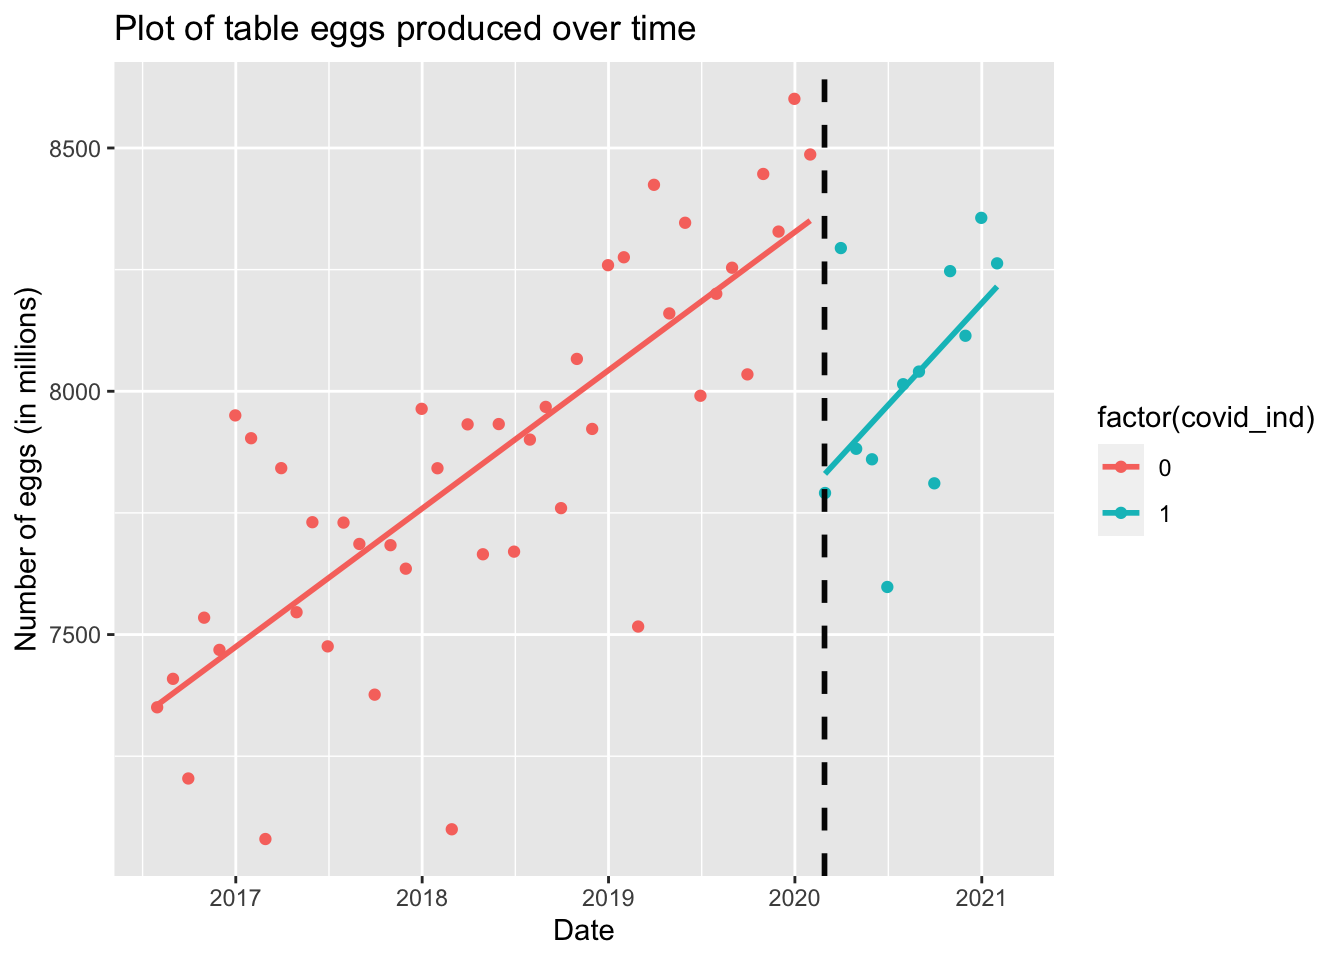 Plot of table eggs produced over time
Number of eggs (in millions)
8500
8000
7500
2017 2018 2019 2020 2021
Date
factor(covid_ind)
0
1